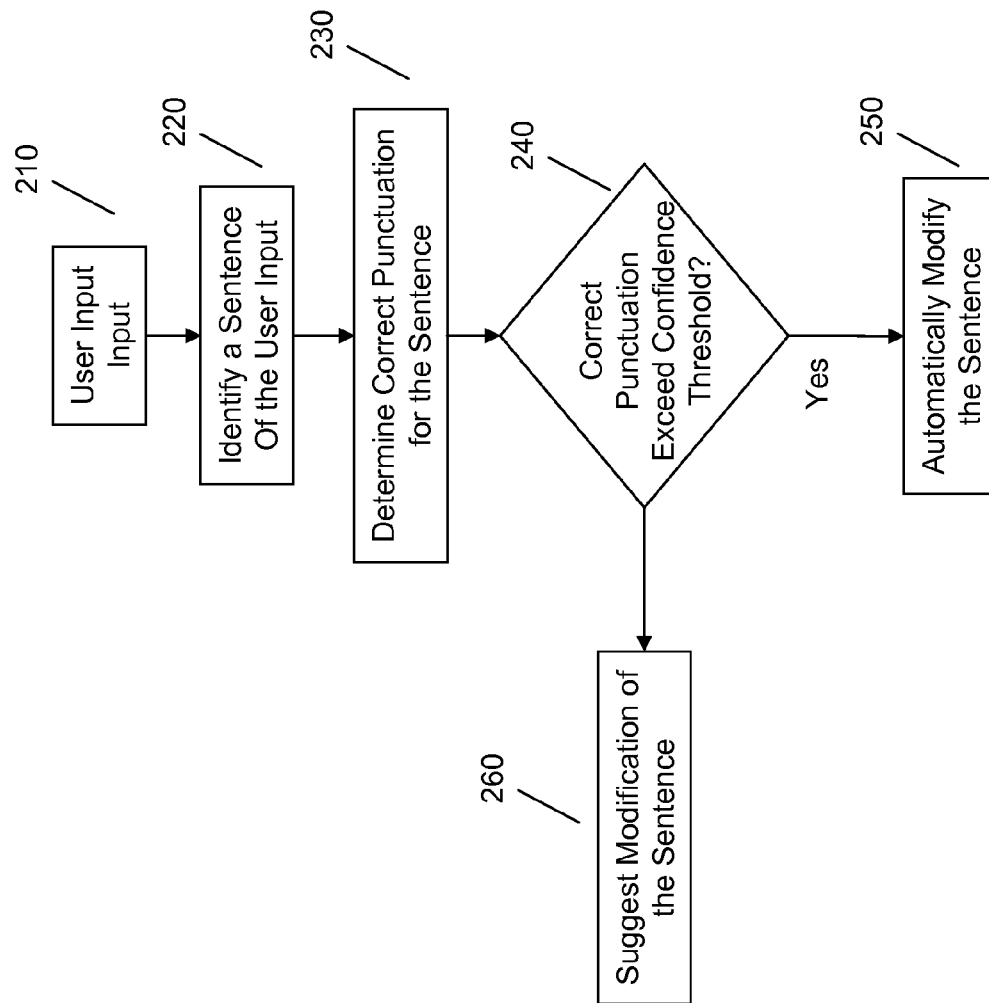 210
User Input
Input
220
Identify a Sentence
Of the User Input
230
Determine Correct Punctuation
for the Sentence
240
Correct
Punctuation
Exceed Confidence
Threshold?
Yes
250
Automatically Modify
the Sentence
260
Suggest Modification of
the Sentence